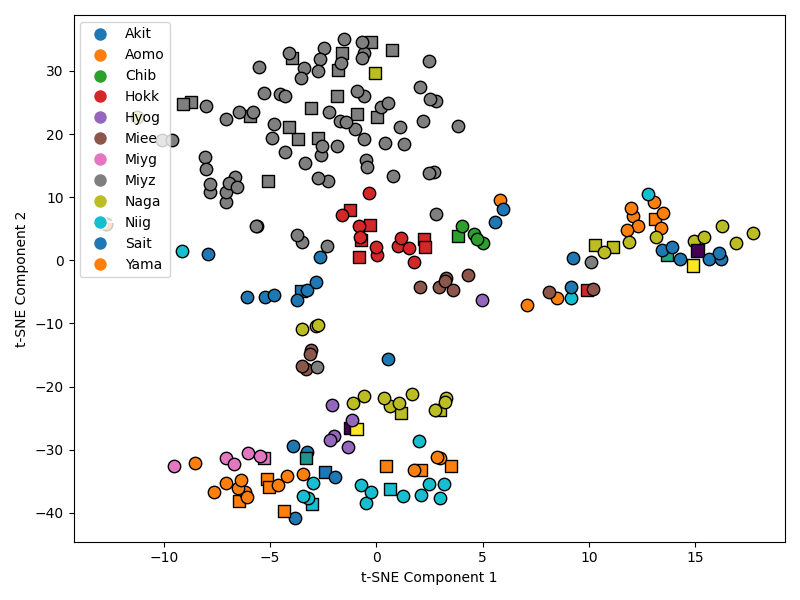 Akit
Aomo
Chib
Hokk
Hyog
Miee
Miyg
Miyz
Naga
Niig
Sait
Yama
30
20
10
0
−10
−20
−30
−40
t-SNE Component 2
−10
−5
0
5
10
15
t-SNE Component 1